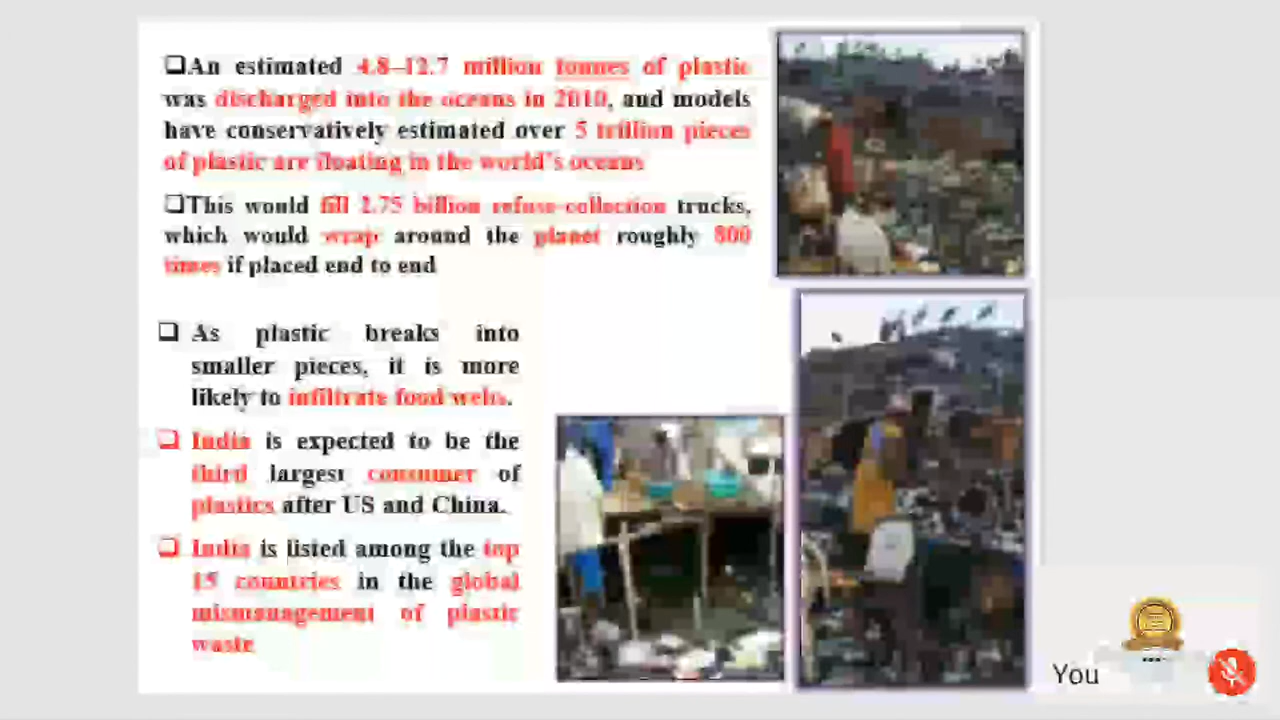 ❑An estimated 4.8–12.7 million tonnes of plastic
was discharged into the oceans in 2010, and models
have conservatively estimated over 5 trillion pieces
of plastic are floating in the world's oceans
❑This would fill 2.75 billion refuse-collection trucks,
which would wrap around the planet roughly 800
times if placed end to end
❑ As plastic breaks into
smaller pieces, it is more
likely to infiltrate food webs.
❑ India is expected to be the
third largest consumer of
plastics after US and China.
❑ India is listed among the top
15 countries in the global
mismanagement of plastic
waste
You